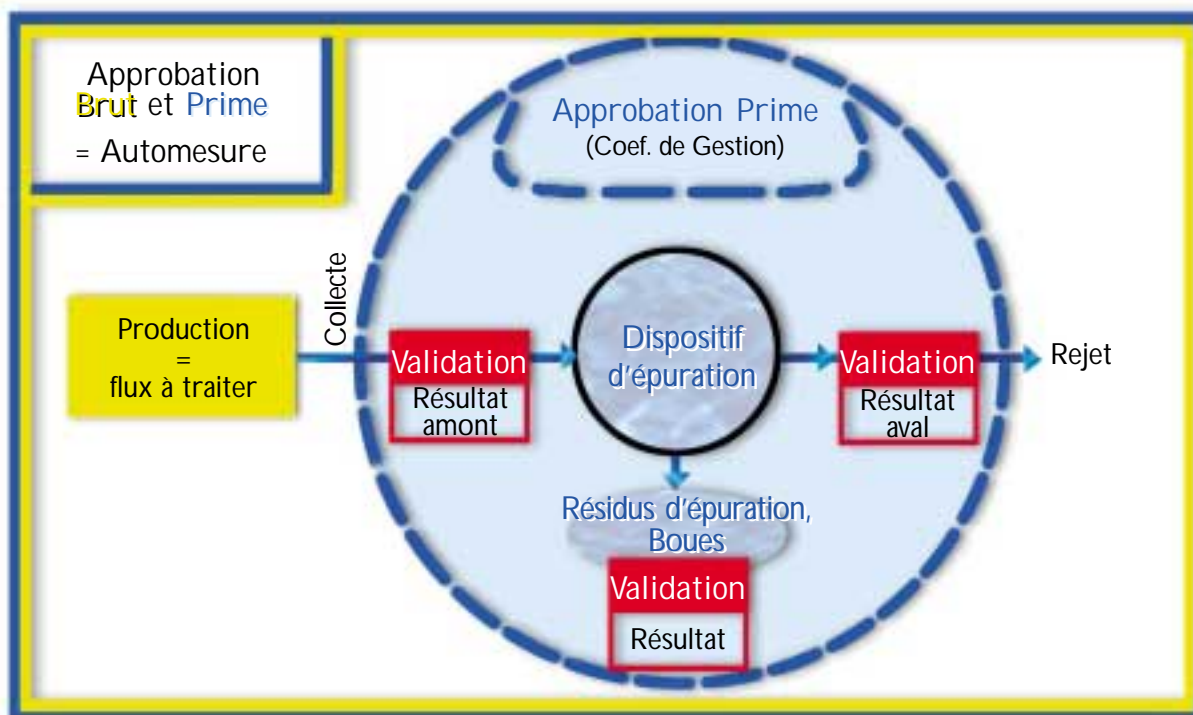 Approbation
Brut et Prime
= Automesure
Approbation Prime
(Coef. de Gestion)
Collecte
Production
=
flux à traiter
Validation
Résultat
amont
Dispositif
d'épuration
Validation
Résultat
aval
Rejet
Résidus d'épuration,
Boues
Validation
Résultat